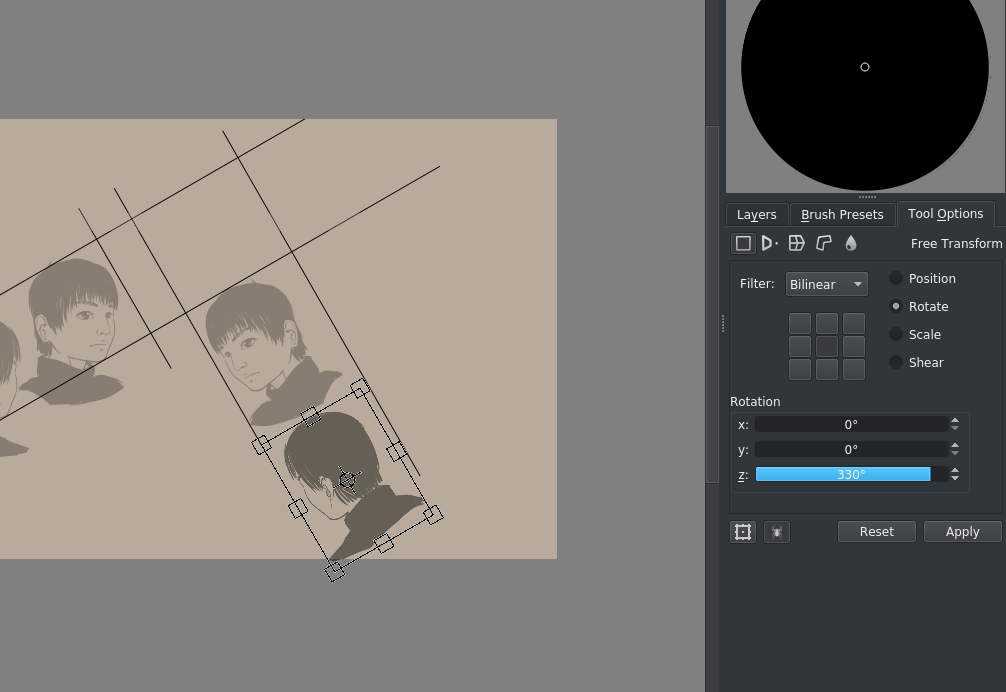 Layers Brush Presets Tool Options
Free Transform
Filter: Bilinear
Position
Rotate
Scale
Shear
Rotation
x: 0°
y: 0°
z: 330°
Reset Apply